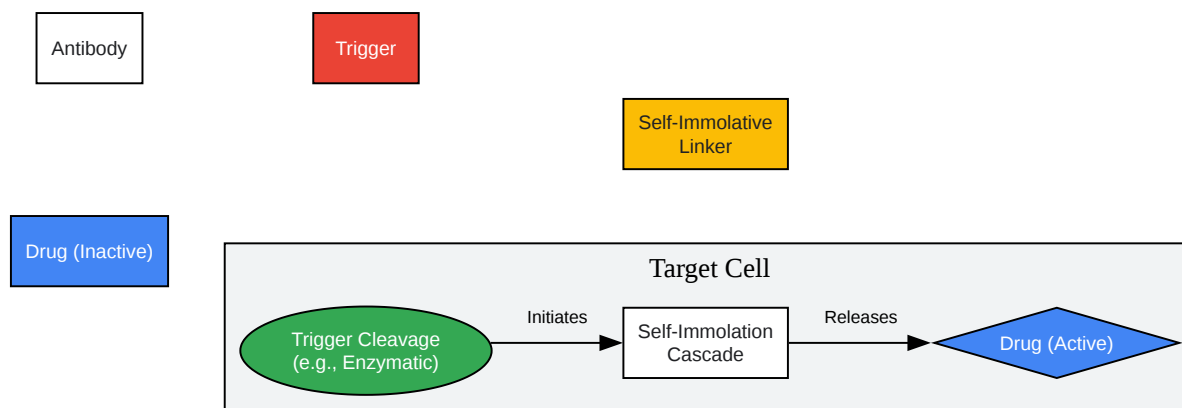 Antibody
Trigger
Self-Immolative
Linker
Drug (Inactive)
Target Cell
Trigger Cleavage
(e.g., Enzymatic)
Initiates
Self-Immolation
Cascade
Releases
Drug (Active)